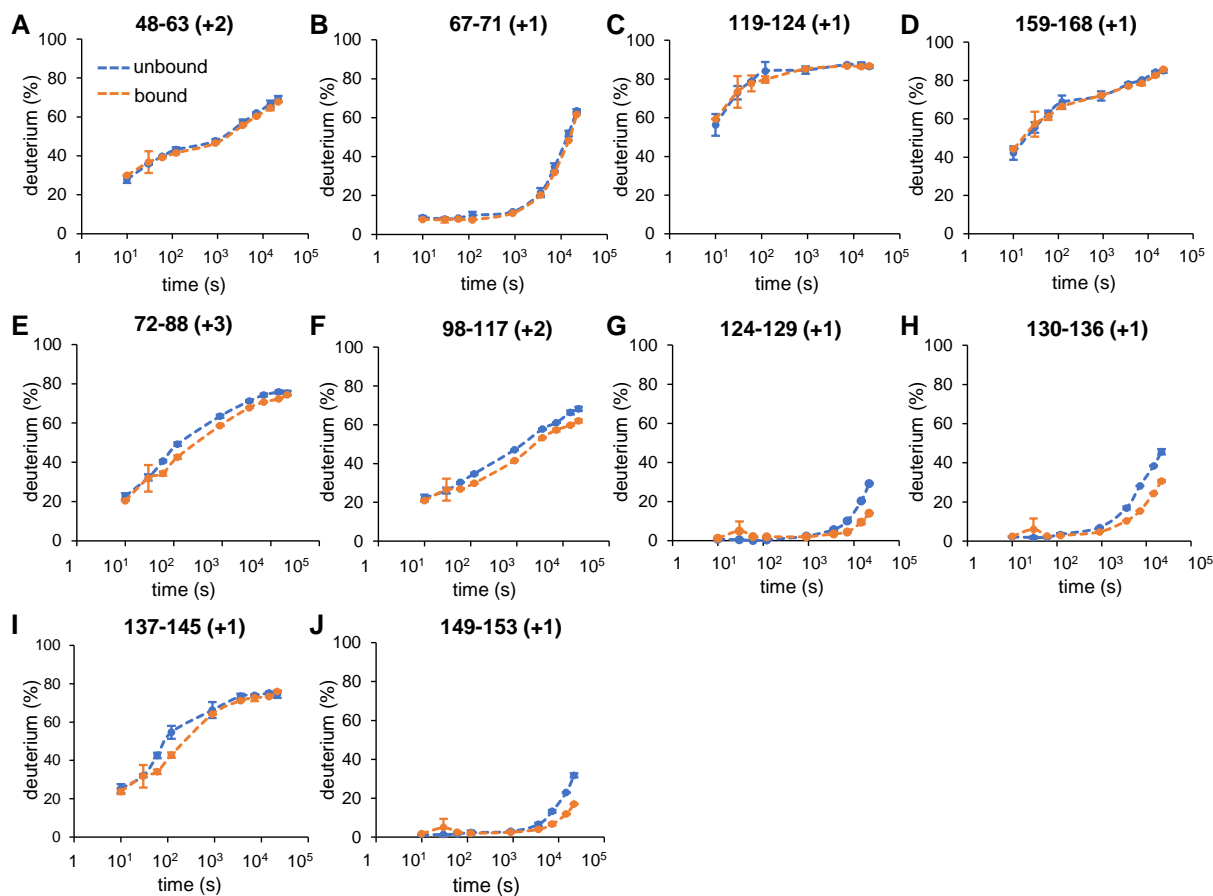 A 48-63 (+2)
deuterium (%)
100
80
60
40
20
0
unbound
bound
1 10¹ 10² 10³ 10⁴ 10⁵
time (s)
B 67-71 (+1)
deuterium (%)
100
80
60
40
20
0
1 10¹ 10² 10³ 10⁴ 10⁵
time (s)
C 119-124 (+1)
deuterium (%)
100
80
60
40
20
0
1 10¹ 10² 10³ 10⁴ 10⁵
time (s)
D 159-168 (+1)
deuterium (%)
100
80
60
40
20
0
1 10¹ 10² 10³ 10⁴ 10⁵
time (s)
E 72-88 (+3)
deuterium (%)
100
80
60
40
20
0
1 10¹ 10² 10³ 10⁴ 10⁵
time (s)
F 98-117 (+2)
deuterium (%)
100
80
60
40
20
0
1 10¹ 10² 10³ 10⁴ 10⁵
time (s)
G 124-129 (+1)
deuterium (%)
100
80
60
40
20
0
1 10¹ 10² 10³ 10⁴ 10⁵
time (s)
H 130-136 (+1)
deuterium (%)
100
80
60
40
20
0
1 10¹ 10² 10³ 10⁴ 10⁵
time (s)
I 137-145 (+1)
deuterium (%)
100
80
60
40
20
0
1 10¹ 10² 10³ 10⁴ 10⁵
time (s)
J 149-153 (+1)
deuterium (%)
100
80
60
40
20
0
1 10¹ 10² 10³ 10⁴ 10⁵
time (s)